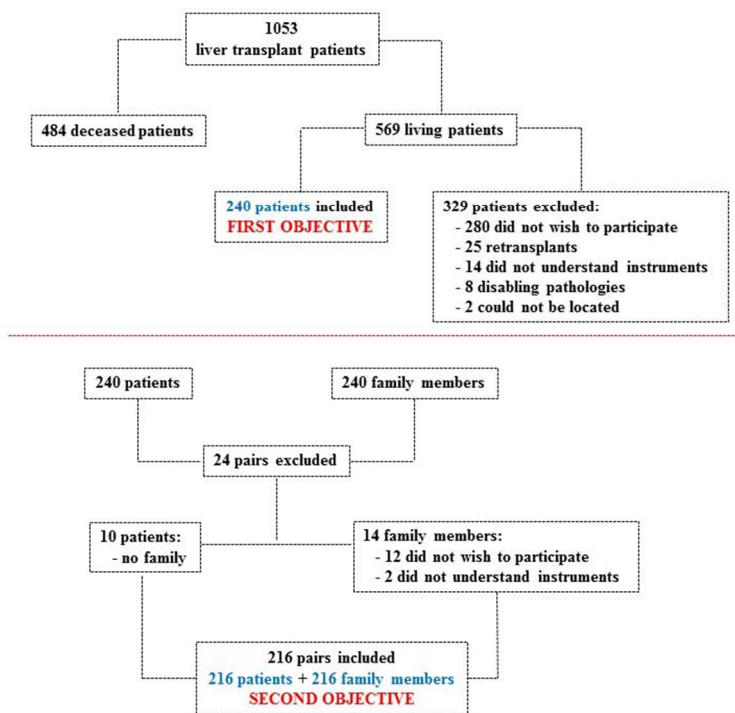 1053
liver transplant patients
484 deceased patients
569 living patients
240 patients included
FIRST OBJECTIVE
329 patients excluded:
- 280 did not wish to participate
- 25 retransplants
- 14 did not understand instruments
- 8 disabling pathologies
- 2 could not be located
240 patients
240 family members
24 pairs excluded
10 patients:
- no family
14 family members:
- 12 did not wish to participate
- 2 did not understand instruments
216 pairs included
216 patients + 216 family members
SECOND OBJECTIVE